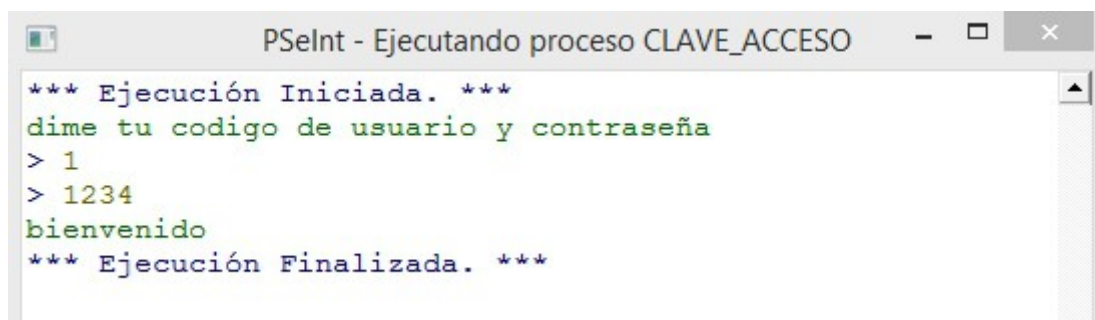 PSeInt - Ejecutando proceso CLAVE_ACCESO
*** Ejecución Iniciada. ***
dime tu codigo de usuario y contraseña
> 1
> 1234
bienvenido
*** Ejecución Finalizada. ***